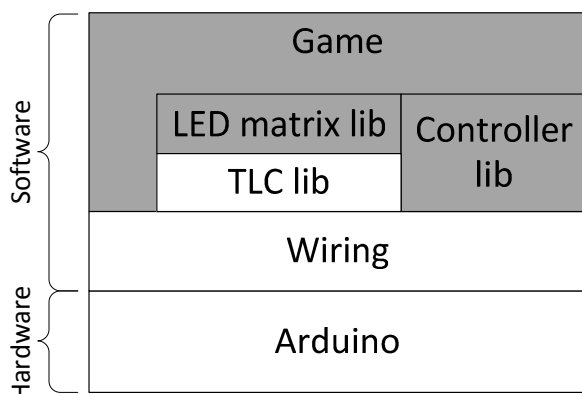 Game
LED matrix lib
Controller
lib
TLC lib
Wiring
Arduino
Software
Hardware